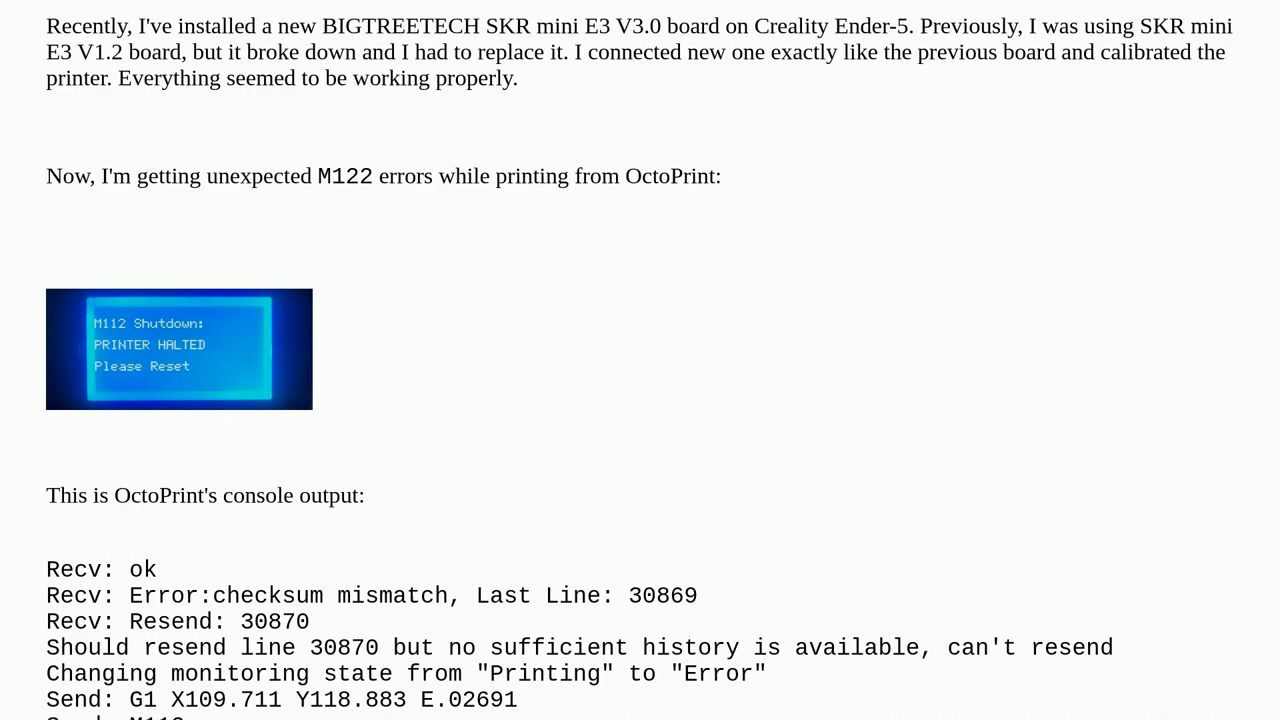 Recently, I've installed a new BIGTREETECH SKR mini E3 V3.0 board on Creality Ender-5. Previously, I was using SKR mini
E3 V1.2 board, but it broke down and I had to replace it. I connected new one exactly like the previous board and calibrated the
printer. Everything seemed to be working properly.
Now, I'm getting unexpected M122 errors while printing from OctoPrint:
M112 Shutdown:
PRINTER HALTED
Please Reset
This is OctoPrint's console output:
Recv: ok
Recv: Error:checksum mismatch, Last Line: 30869
Recv: Resend: 30870
Should resend line 30870 but no sufficient history is available, can't resend
Changing monitoring state from "Printing" to "Error"
Send: G1 X109.711 Y118.883 E.02691